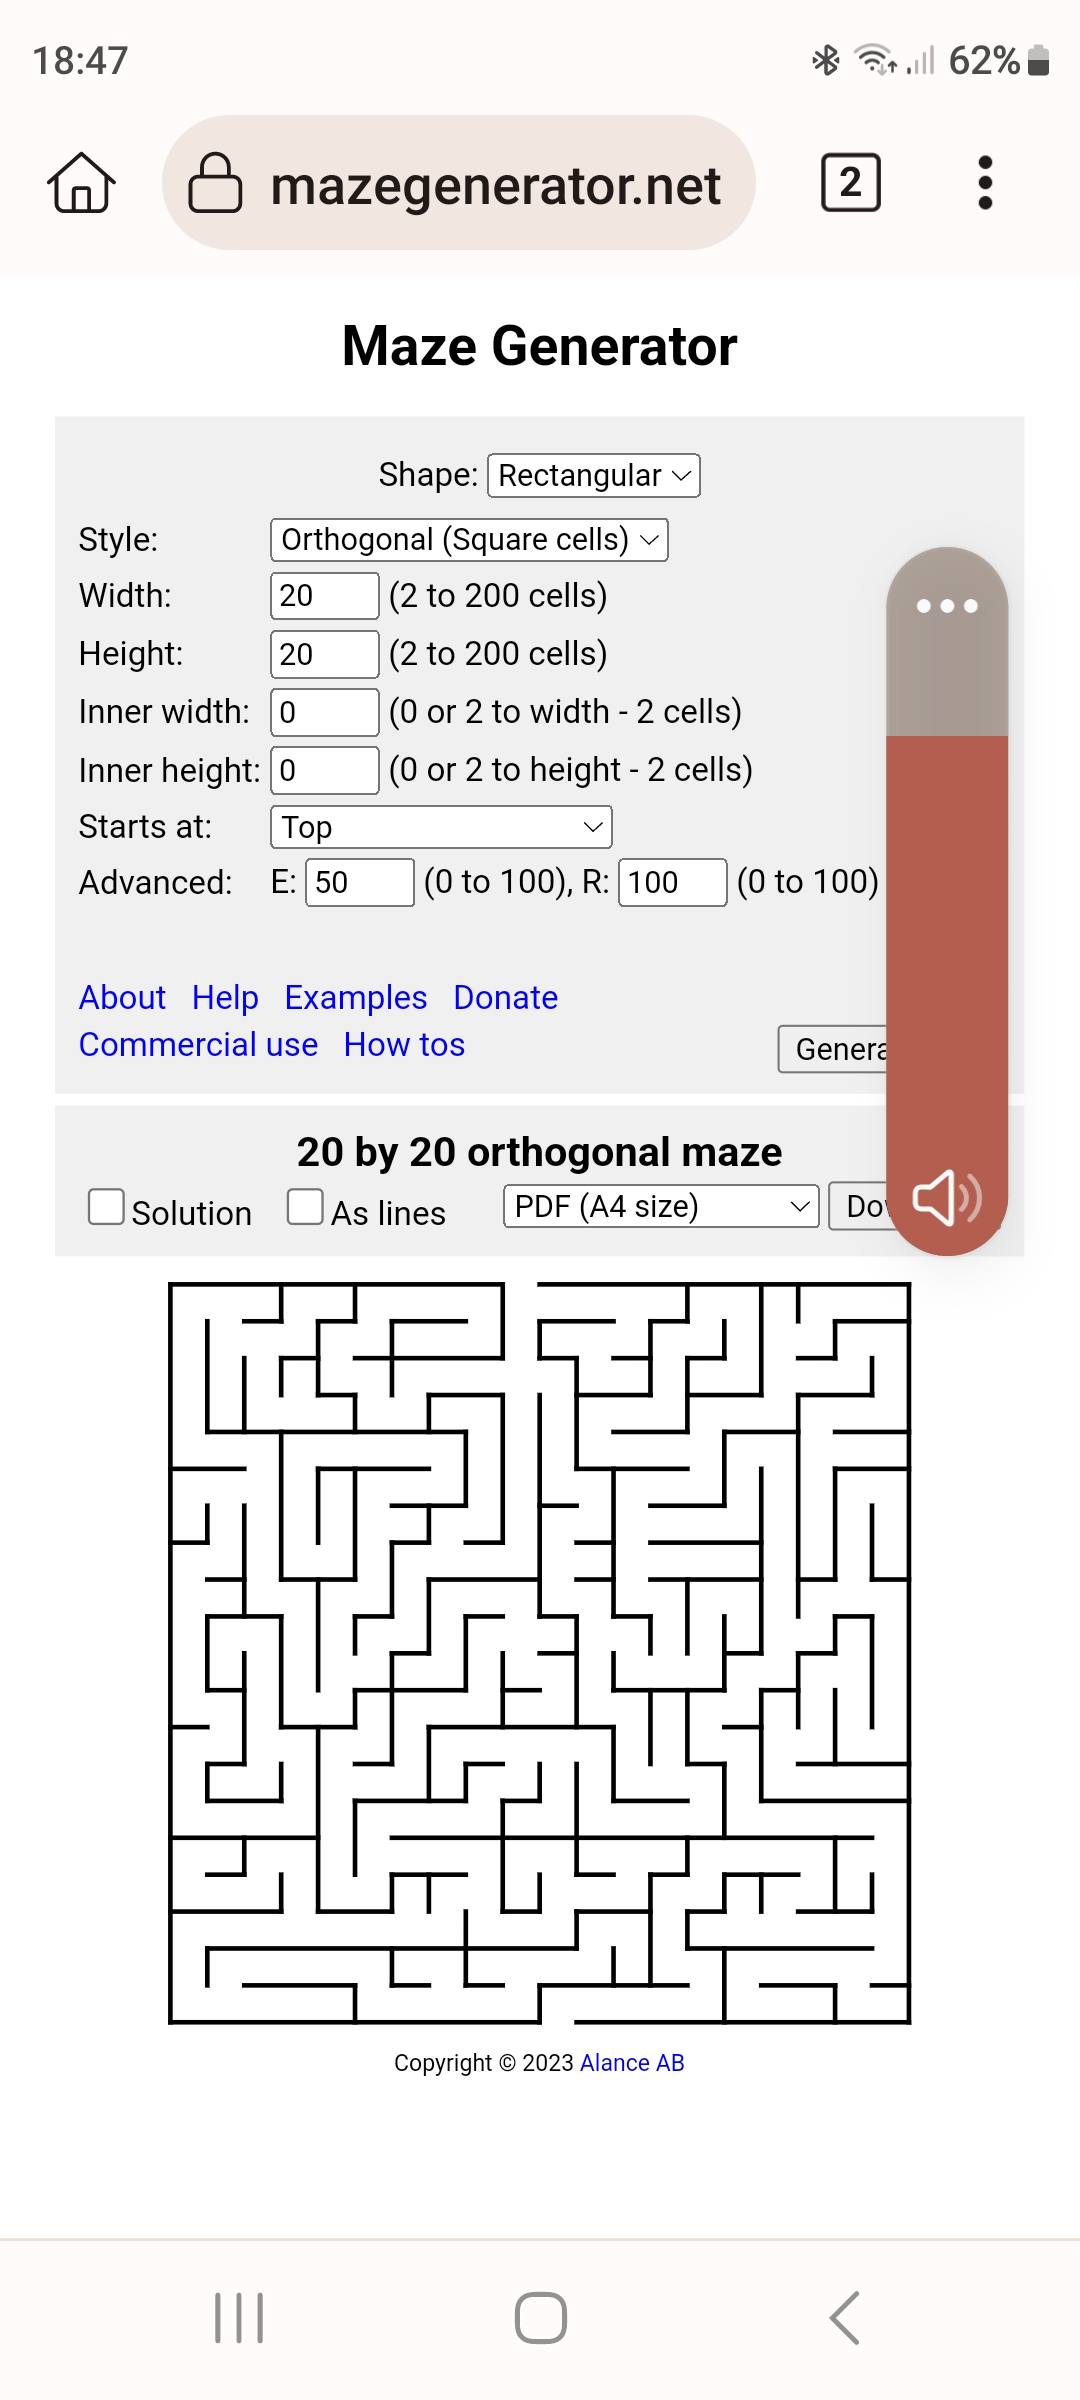 18:47 62%
mazegenerator.net 2
Maze Generator
Shape: Rectangular
Style: Orthogonal (Square cells)
Width: 20 (2 to 200 cells)
Height: 20 (2 to 200 cells)
Inner width: 0 (0 or 2 to width - 2 cells)
Inner height: 0 (0 or 2 to height - 2 cells)
Starts at: Top
Advanced: E: 50 (0 to 100), R: 100 (0 to 100)
About Help Examples Donate
Commercial use How tos
20 by 20 orthogonal maze
Solution As lines PDF (A4 size)
Copyright © 2023 Alance AB